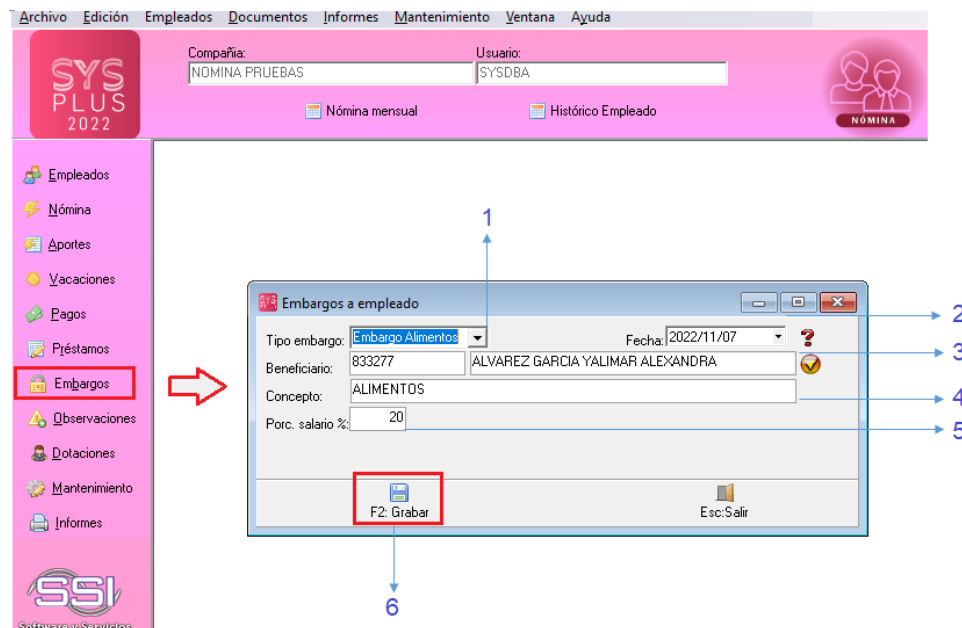 Archivo Edición Empleados Documentos Informes Mantenimiento Ventana Ayuda
SYS
PLUS
2022
Compañia:
NOMINA PRUEBAS
Usuario:
SYSDBA
Nómina mensual
Histórico Empleado
NÓMINA
Empleados
Nómina
Aportes
Vacaciones
Pagos
Préstamos
Embargos
Observaciones
Dotaciones
Mantenimiento
Informes
SSI
Software y Servicios
1
Embargos a empleado
2
Tipo embargo: Embargo Alimentos Fecha: 2022/11/07 ?
3
Beneficiario: 833277 ALVAREZ GARCIA YALIMAR ALEXANDRA
Concepto: ALIMENTOS
4
Porc. salario %: 20
5
F2: Grabar
Esc:Salir
6